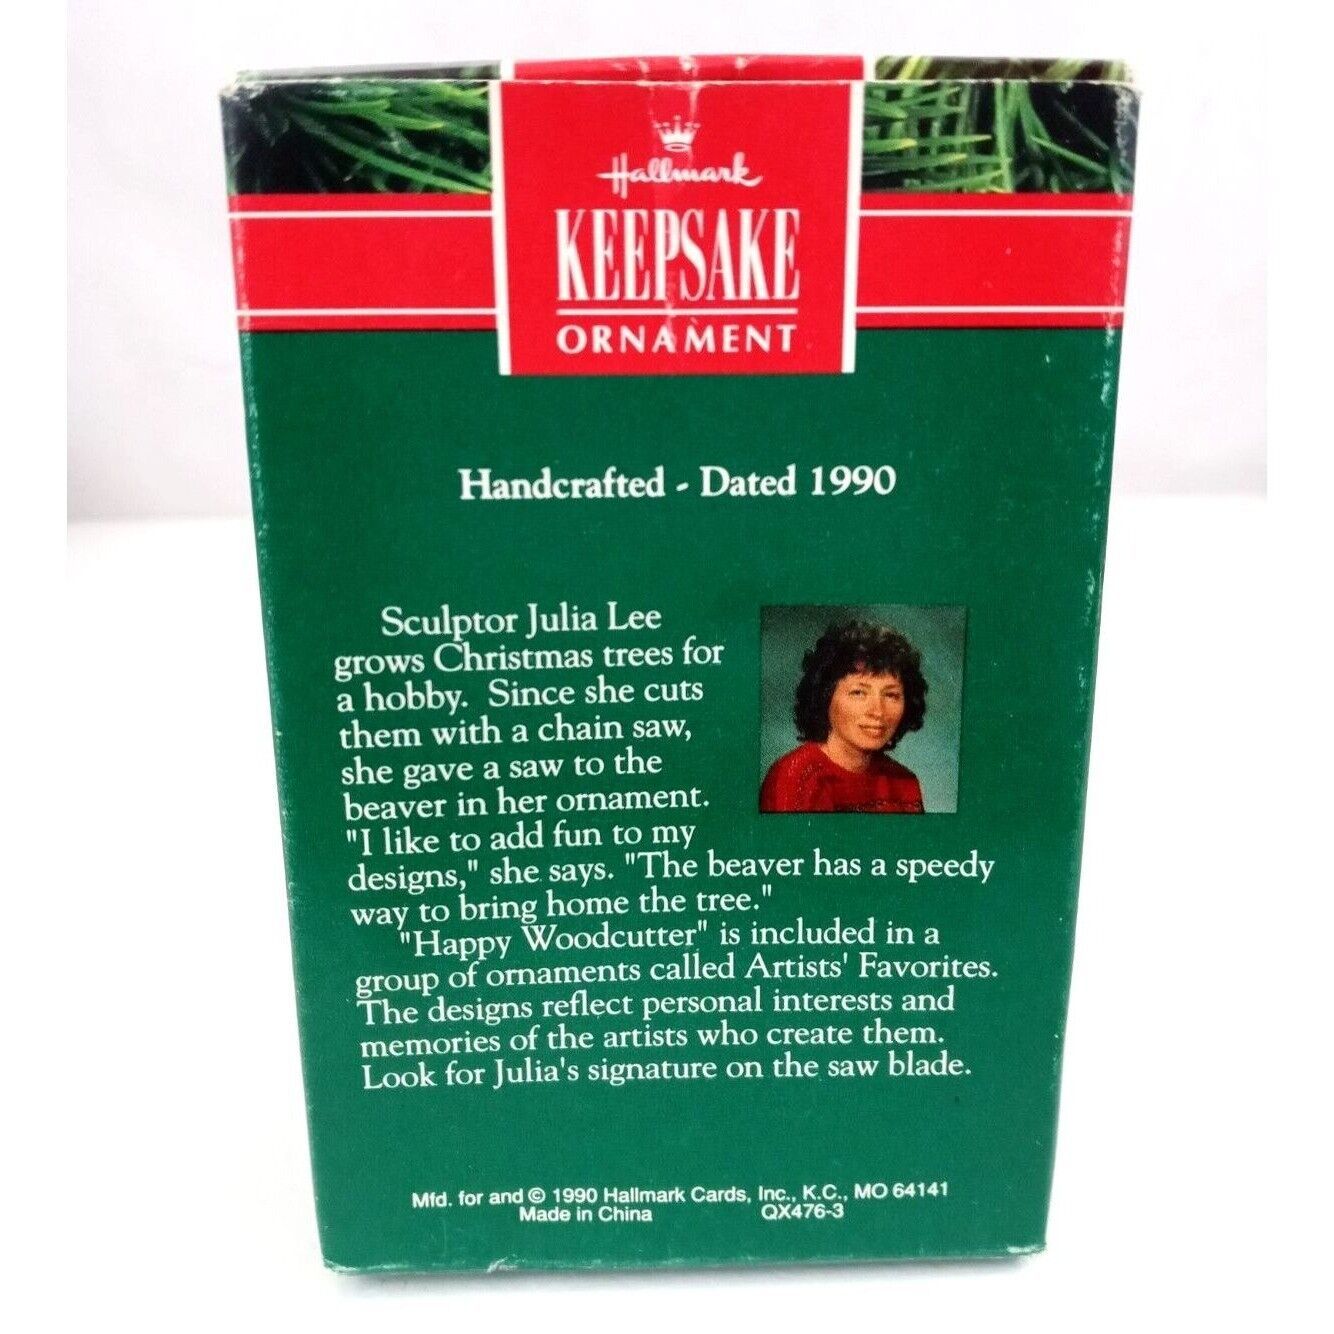 Hallmark
KEEPSAKE
ORNAMENT
Handcrafted - Dated 1990
Sculptor Julia Lee
grows Christmas trees for
a hobby. Since she cuts
them with a chain saw,
she gave a saw to the
beaver in her ornament.
"I like to add fun to my
designs," she says. "The beaver has a speedy
way to bring home the tree."
"Happy Woodcutter" is included in a
group of ornaments called Artists' Favorites.
The designs reflect personal interests and
memories of the artists who create them.
Look for Julia's signature on the saw blade.
Mfd. for and © 1990 Hallmark Cards, Inc., K.C., MO 64141
Made in China QX476-3